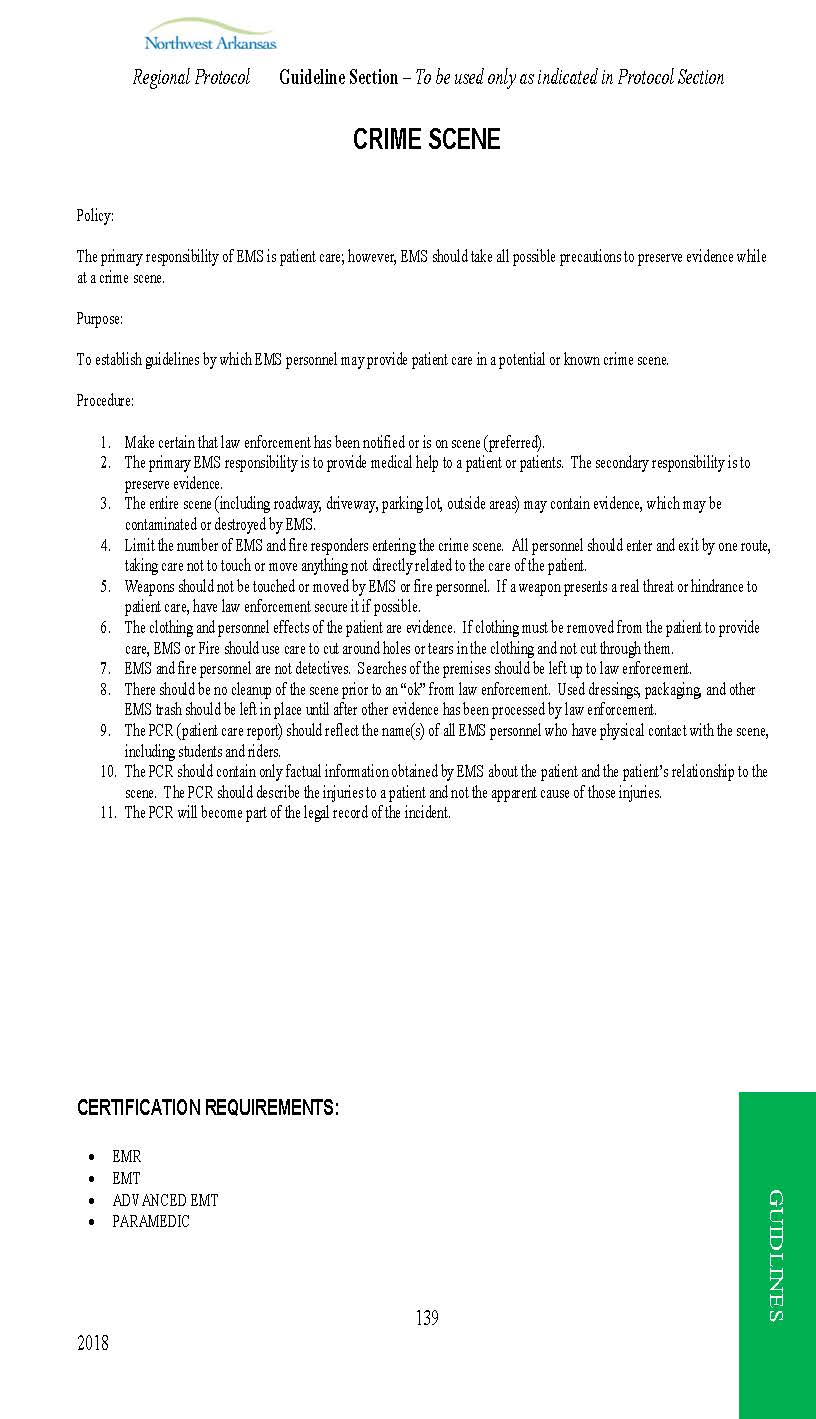 Northwest Arkansas
Regional Protocol Guideline Section – To be used only as indicated in Protocol Section
CRIME SCENE
Policy:
The primary responsibility of EMS is patient care; however, EMS should take all possible precautions to preserve evidence while
at a crime scene.
Purpose:
To establish guidelines by which EMS personnel may provide patient care in a potential or known crime scene.
Procedure:
1. Make certain that law enforcement has been notified or is on scene (preferred).
2. The primary EMS responsibility is to provide medical help to a patient or patients. The secondary responsibility is to
preserve evidence.
3. The entire scene (including roadway, driveway, parking lot, outside areas) may contain evidence, which may be
contaminated or destroyed by EMS.
4. Limit the number of EMS and fire responders entering the crime scene. All personnel should enter and exit by one route,
taking care not to touch or move anything not directly related to the care of the patient.
5. Weapons should not be touched or moved by EMS or fire personnel. If a weapon presents a real threat or hindrance to
patient care, have law enforcement secure it if possible.
6. The clothing and personnel effects of the patient are evidence. If clothing must be removed from the patient to provide
care, EMS or Fire should use care to cut around holes or tears in the clothing and not cut through them.
7. EMS and fire personnel are not detectives. Searches of the premises should be left up to law enforcement.
8. There should be no cleanup of the scene prior to an “ok” from law enforcement. Used dressings, packaging, and other
EMS trash should be left in place until after other evidence has been processed by law enforcement.
9. The PCR (patient care report) should reflect the name(s) of all EMS personnel who have physical contact with the scene,
including students and riders.
10. The PCR should contain only factual information obtained by EMS about the patient and the patient’s relationship to the
scene. The PCR should describe the injuries to a patient and not the apparent cause of those injuries.
11. The PCR will become part of the legal record of the incident.
CERTIFICATION REQUIREMENTS:
• EMR
• EMT
• ADVANCED EMT
• PARAMEDIC
GUIDLINES
139
2018